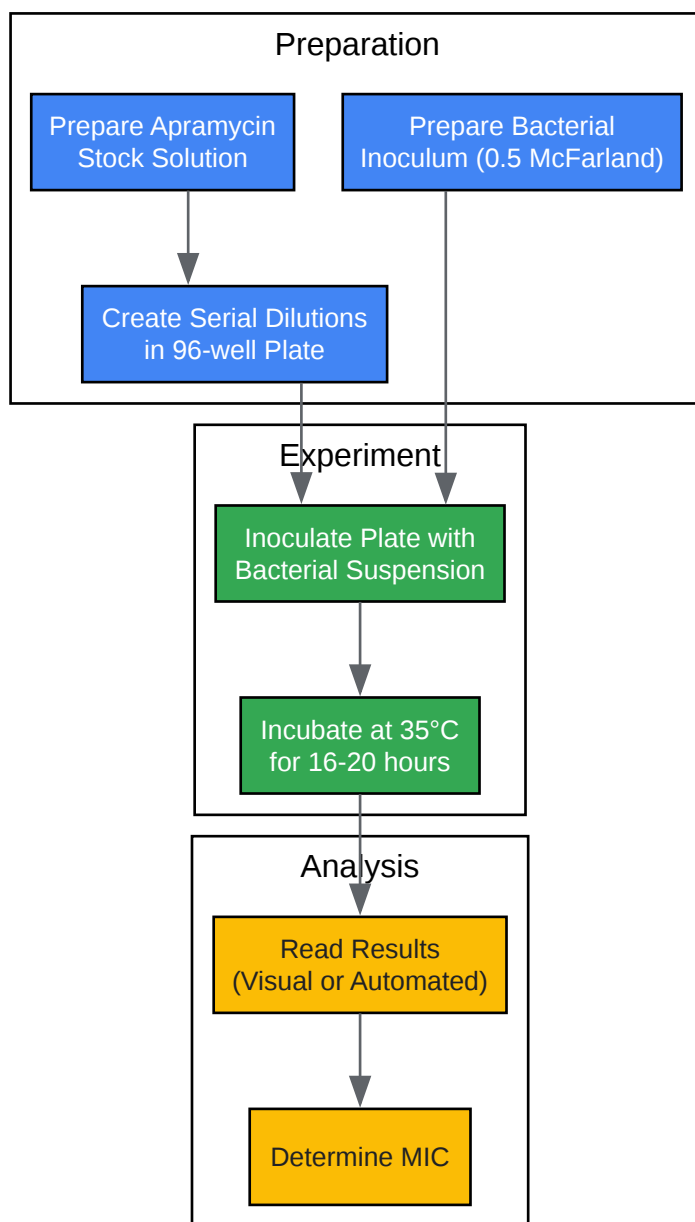 Preparation
Prepare Apramycin
Stock Solution
Prepare Bacterial
Inoculum (0.5 McFarland)
Create Serial Dilutions
in 96-well Plate
Experiment
Inoculate Plate with
Bacterial Suspension
Incubate at 35°C
for 16-20 hours
Analysis
Read Results
(Visual or Automated)
Determine MIC